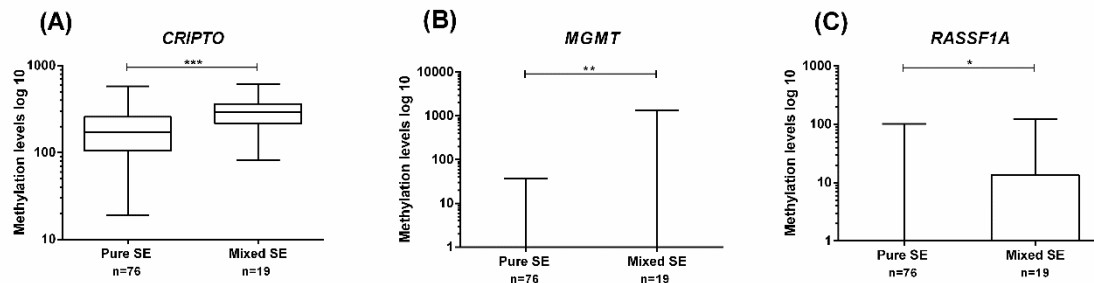 (A)
CRIPTO
Methylation levels log 10
1000
100
10
***
Pure SE
n=76
Mixed SE
n=19
(B)
MGMT
Methylation levels log 10
10000
1000
100
10
1
**
Pure SE
n=76
Mixed SE
n=19
(C)
RASSF1A
Methylation levels log 10
1000
100
10
1
*
Pure SE
n=76
Mixed SE
n=19